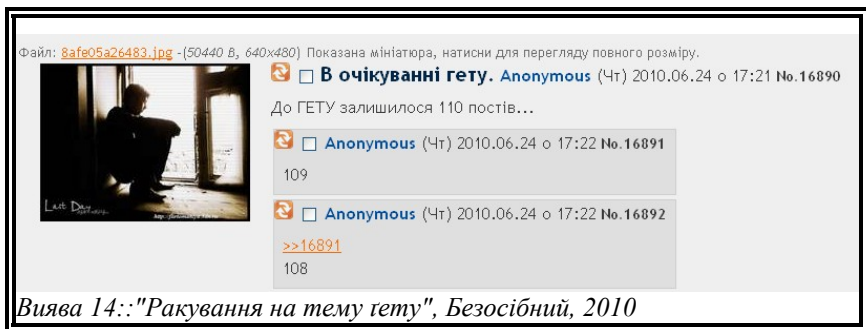 Файл: 8afe05a26483.jpg -(50440 B, 640x480) Показана мініатюра, натисни для перегляду повного розміру.
В очікуванні гету. Anonymous (Чт) 2010.06.24 о 17:21 No.16890
До ГЕТУ залишилося 110 постів...
Anonymous (Чт) 2010.06.24 о 17:22 No.16891
109
Anonymous (Чт) 2010.06.24 о 17:22 No.16892
>>16891
108
Last Day
Виява 14::"Ракування на тему ґету", Безосібний, 2010